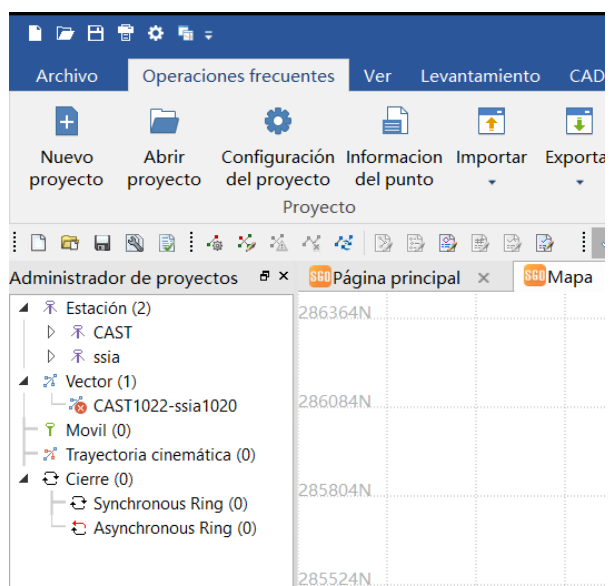 Archivo Operaciones frecuentes Ver Levantamiento CAD
Nuevo proyecto Abrir proyecto Configuración del proyecto Informacion del punto Importar Exporta
Proyecto
Administrador de proyectos
SGO Página principal SGO Mapa
Estación (2)
CAST
ssia
Vector (1)
CAST1022-ssia1020
Movil (0)
Trayectoria cinemática (0)
Cierre (0)
Synchronous Ring (0)
Asynchronous Ring (0)
286364N
286084N
285804N
285524N